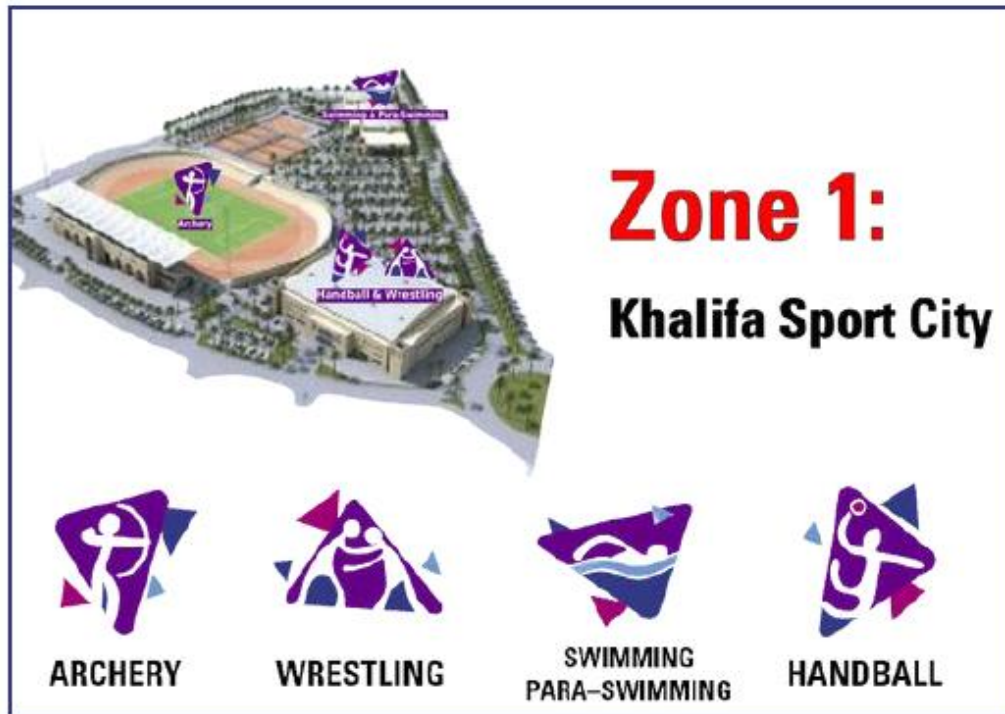 Swimming & Para-Swimming
Archery
Handball & Wrestling
Zone 1:
Khalifa Sport City
ARCHERY
WRESTLING
SWIMMING
PARA–SWIMMING
HANDBALL